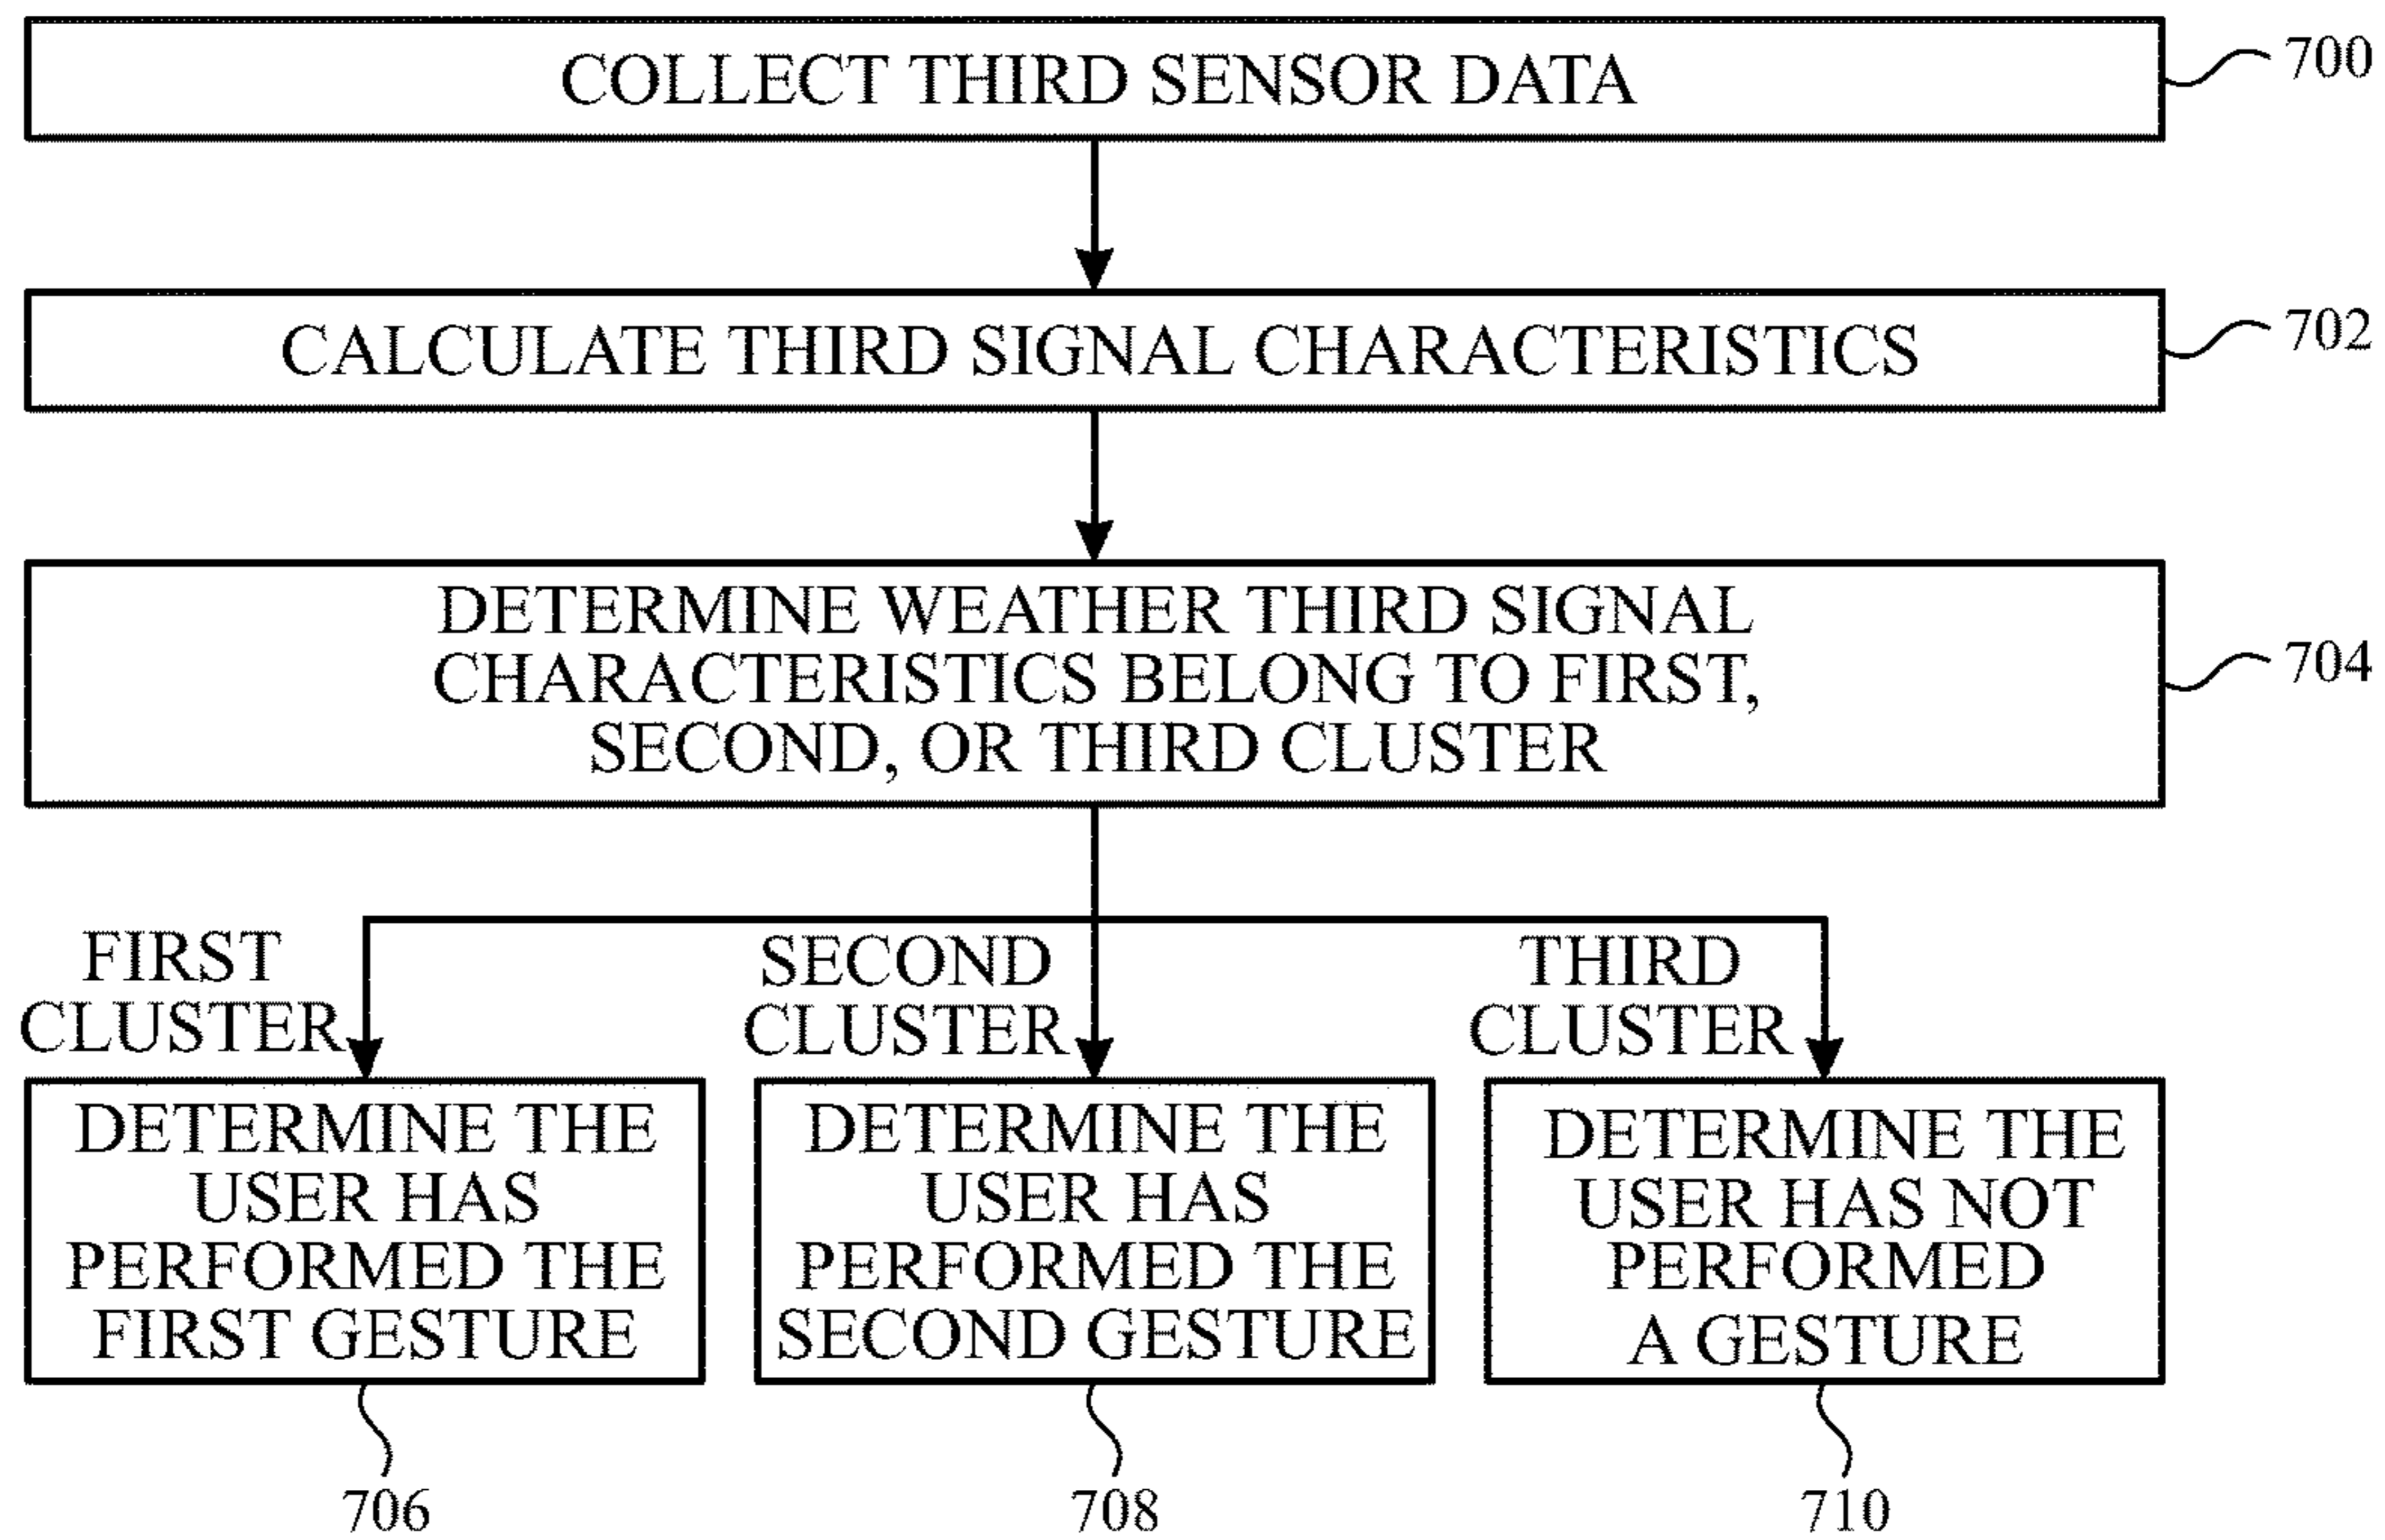 COLLECT THIRD SENSOR DATA
700
CALCULATE THIRD SIGNAL CHARACTERISTICS
702
DETERMINE WEATHER THIRD SIGNAL
CHARACTERISTICS BELONG TO FIRST,
SECOND, OR THIRD CLUSTER
704
FIRST
CLUSTER
SECOND
CLUSTER
THIRD
CLUSTER
DETERMINE THE
USER HAS
PERFORMED THE
FIRST GESTURE
706
DETERMINE THE
USER HAS
PERFORMED THE
SECOND GESTURE
708
DETERMINE THE
USER HAS NOT
PERFORMED
A GESTURE
710